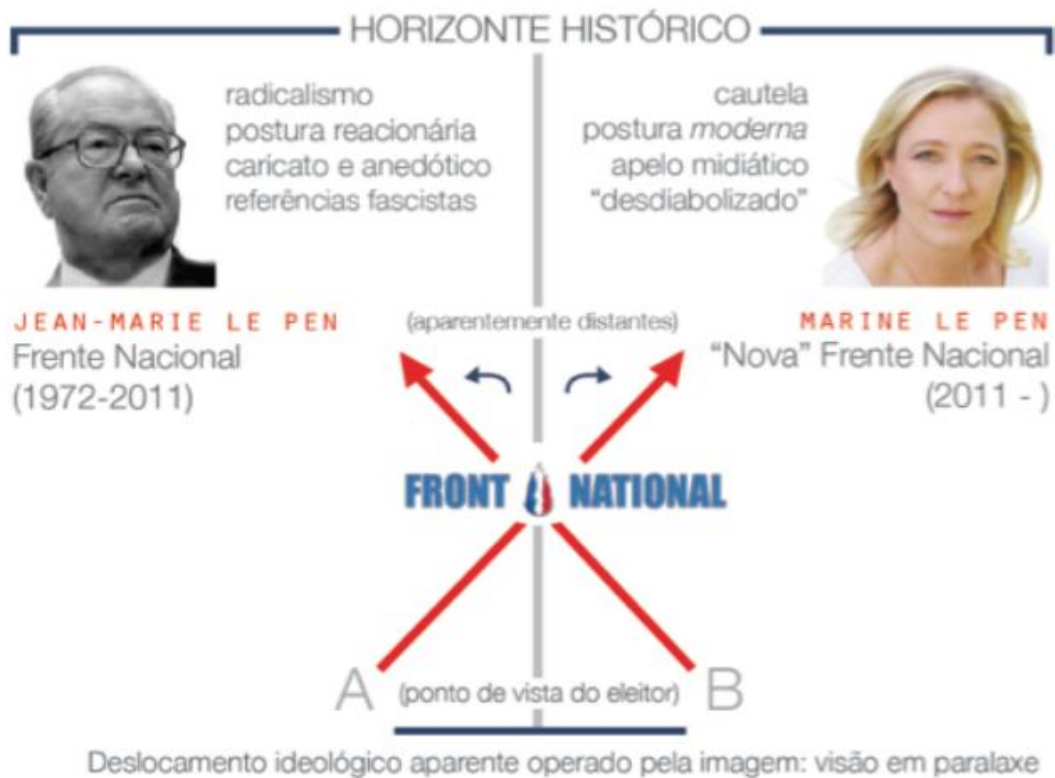 HORIZONTE HISTÓRICO
radicalismo
postura reacionária
caricato e anedótico
referências fascistas
cautela
postura moderna
apelo midiático
“desdiabolizado”
JEAN-MARIE LE PEN
Frente Nacional
(1972-2011)
(aparentemente distantes)
MARINE LE PEN
“Nova” Frente Nacional
(2011 - )
FRONT NATIONAL
A (ponto de vista do eleitor) B
Deslocamento ideológico aparente operado pela imagem: visão em paralaxe